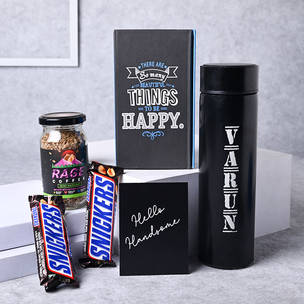 THERE ARE
So many
BEAUTIFUL
THINGS
TO BE
HAPPY.
VARUN
RAGE
COFFEE
SNICKERS
SNICKERS
Hello
Handsome